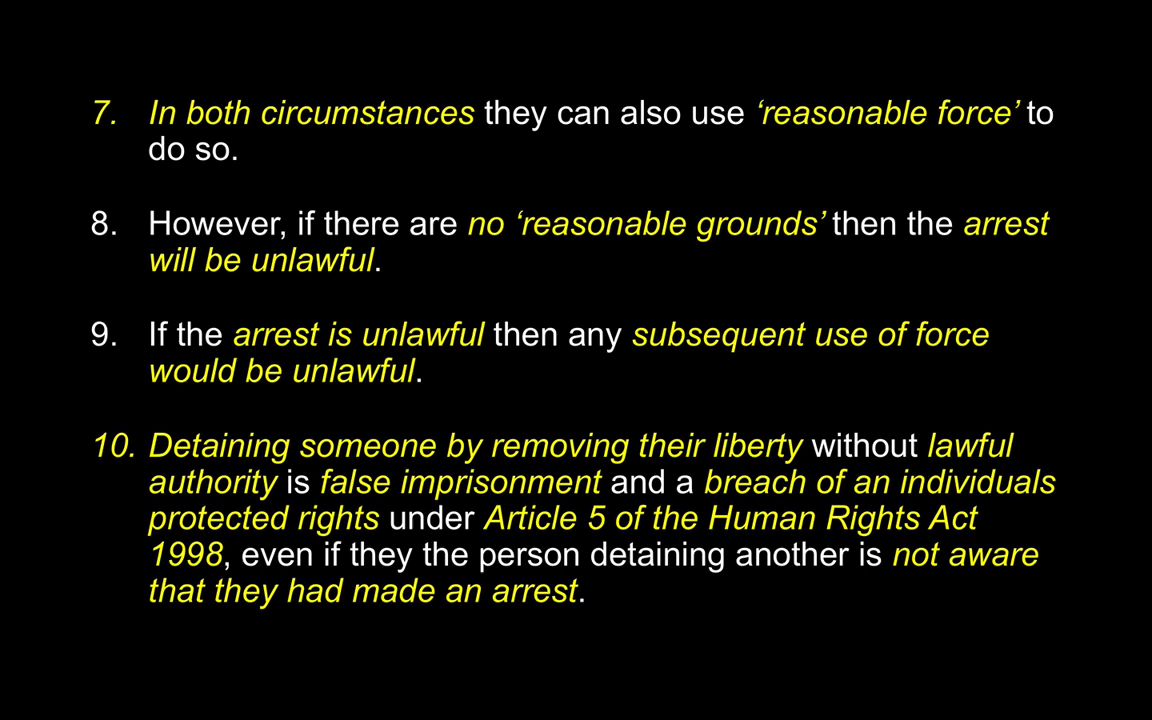 7. In both circumstances they can also use ‘reasonable force’ to
do so.
8. However, if there are no ‘reasonable grounds’ then the arrest
will be unlawful.
9. If the arrest is unlawful then any subsequent use of force
would be unlawful.
10. Detaining someone by removing their liberty without lawful
authority is false imprisonment and a breach of an individuals
protected rights under Article 5 of the Human Rights Act
1998, even if they the person detaining another is not aware
that they had made an arrest.